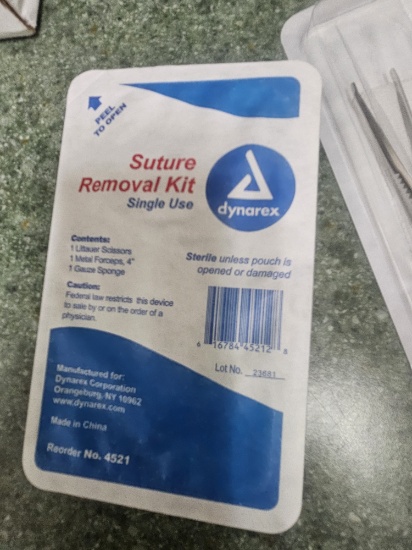 PEEL
TO OPEN
Suture
Removal Kit
Single Use
dynarex
Contents:
1 Littauer Scissors
1 Metal Forceps, 4"
1 Gauze Sponge
Sterile unless pouch is
opened or damaged
Caution:
Federal law restricts this device
to sale by or on the order of a
physician.
6 16784 45212 8
Lot No. 23681
Manufactured for:
Dynarex Corporation
Orangeburg, NY 10962
www.dynarex.com
Made in China
Reorder No. 4521